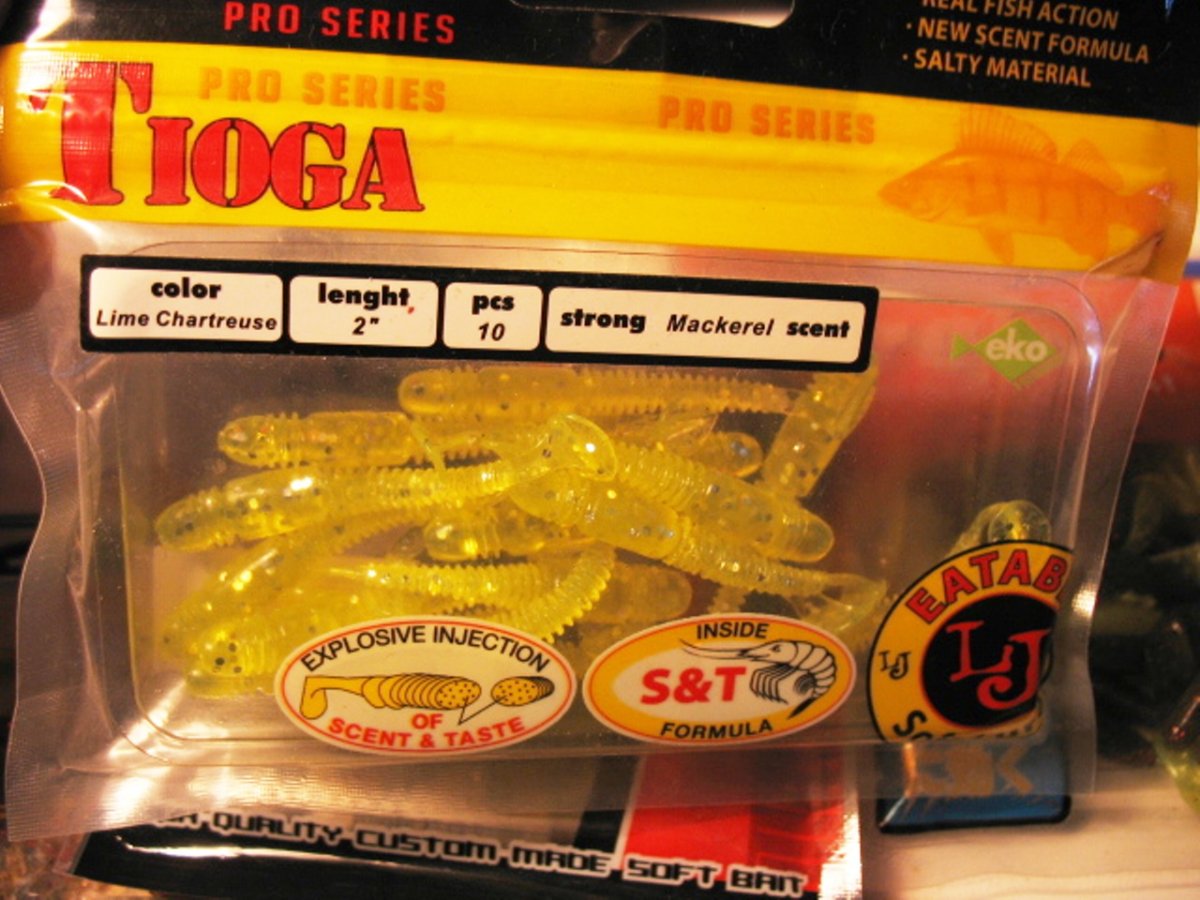 PRO SERIES
REAL FISH ACTION
· NEW SCENT FORMULA
· SALTY MATERIAL
PRO SERIES
PRO SERIES
TIOGA
color
Lime Chartreuse
lenght
2"
pcs
10
strong Mackerel scent
eko
EXPLOSIVE INJECTION
OF
SCENT & TASTE
INSIDE
S&T
FORMULA
EATAB
LJ
LJ
QUALITY CUSTOM MADE SOFT BAIT